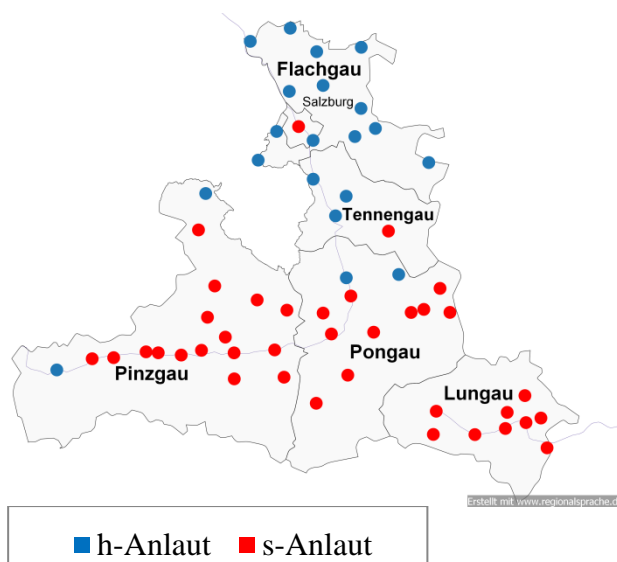 Flachgau
Salzburg
Tennengau
Pongau
Pinzgau
Lungau
Erstellt mit www.regionalsprache.d
h-Anlaut s-Anlaut